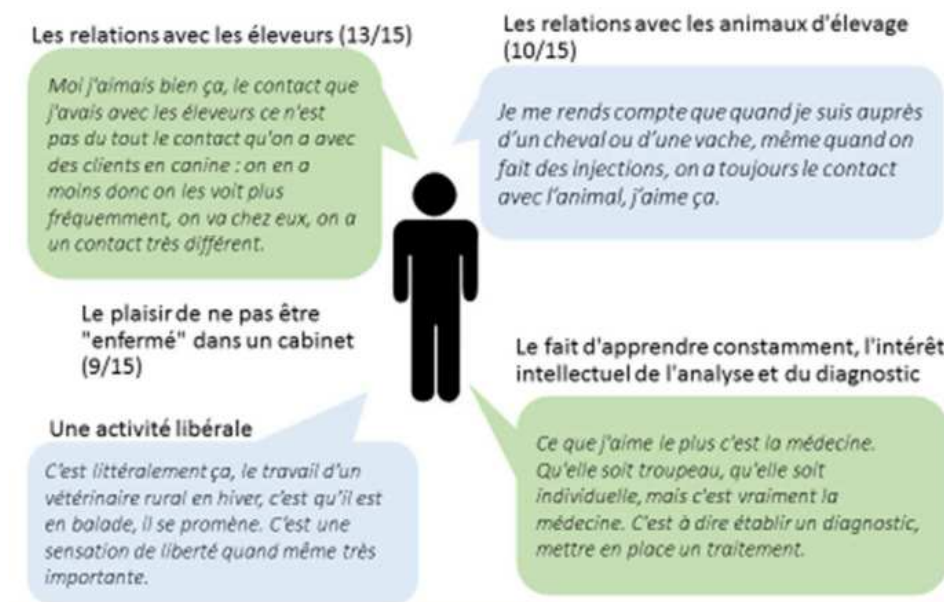 Les relations avec les éleveurs (13/15)
Moi j'aimais bien ça, le contact que
j'avais avec les éleveurs ce n'est
pas du tout le contact qu'on a avec
des clients en canine : on en a
moins donc on les voit plus
fréquemment, on va chez eux, on a
un contact très différent.
Les relations avec les animaux d'élevage
(10/15)
Je me rends compte que quand je suis auprès
d'un cheval ou d'une vache, même quand on
fait des injections, on a toujours le contact
avec l'animal, j'aime ça.
Le plaisir de ne pas être
"enfermé" dans un cabinet
(9/15)
Une activité libérale
C'est littéralement ça, le travail d'un
vétérinaire rural en hiver, c'est qu'il est
en balade, il se promène. C'est une
sensation de liberté quand même très
importante.
Le fait d'apprendre constamment, l'intérêt
intellectuel de l'analyse et du diagnostic
Ce que j'aime le plus c'est la médecine.
Qu'elle soit troupeau, qu'elle soit
individuelle, mais c'est vraiment la
médecine. C'est à dire établir un diagnostic,
mettre en place un traitement.